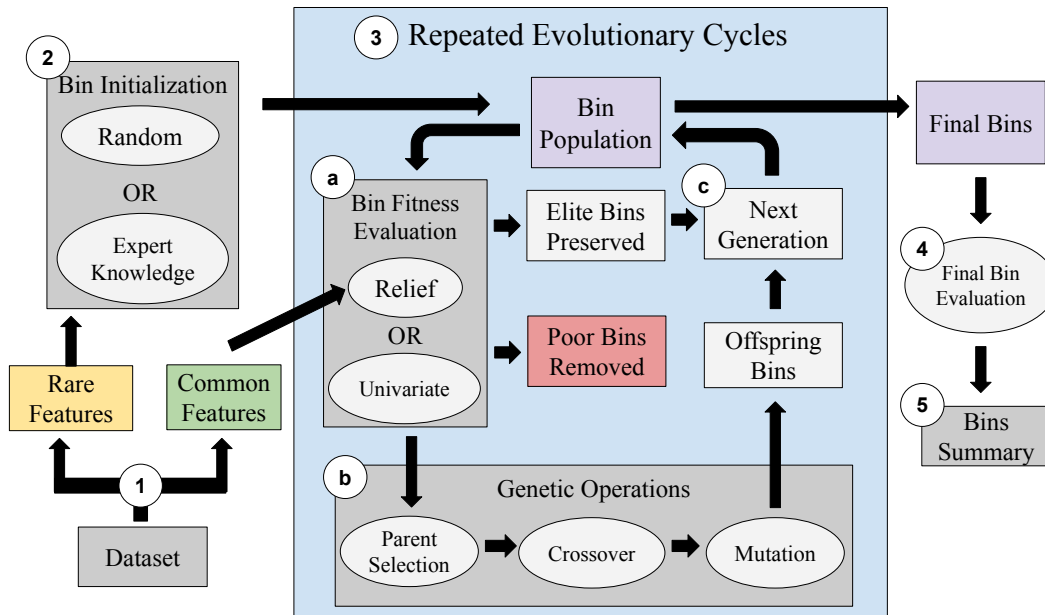 3 Repeated Evolutionary Cycles
2
Bin Initialization
Random
OR
Expert
Knowledge
Rare
Features
Common
Features
1
Dataset
Bin
Population
a
Bin Fitness
Evaluation
Relief
OR
Univariate
Elite Bins
Preserved
Poor Bins
Removed
c
Next
Generation
Offspring
Bins
b
Genetic Operations
Parent
Selection
Crossover
Mutation
Final Bins
4
Final Bin
Evaluation
5
Bins
Summary